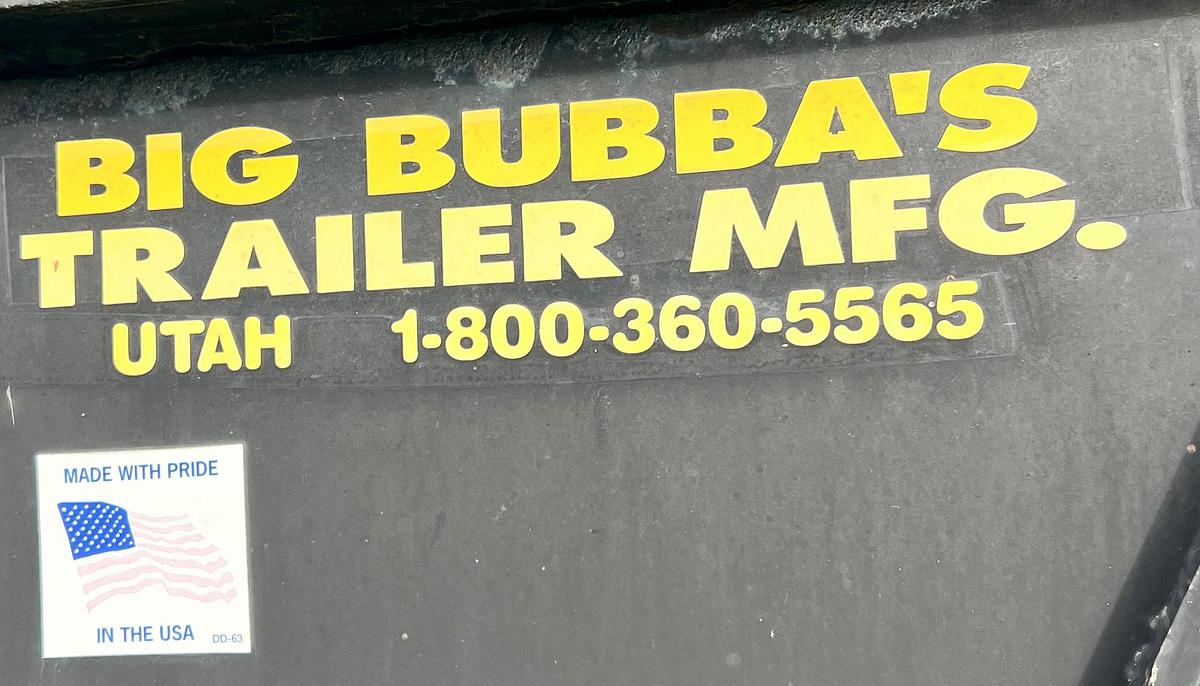 BIG BUBBA'S
TRAILER MFG.
UTAH 1-800-360-5565
MADE WITH PRIDE
IN THE USA
DD-63